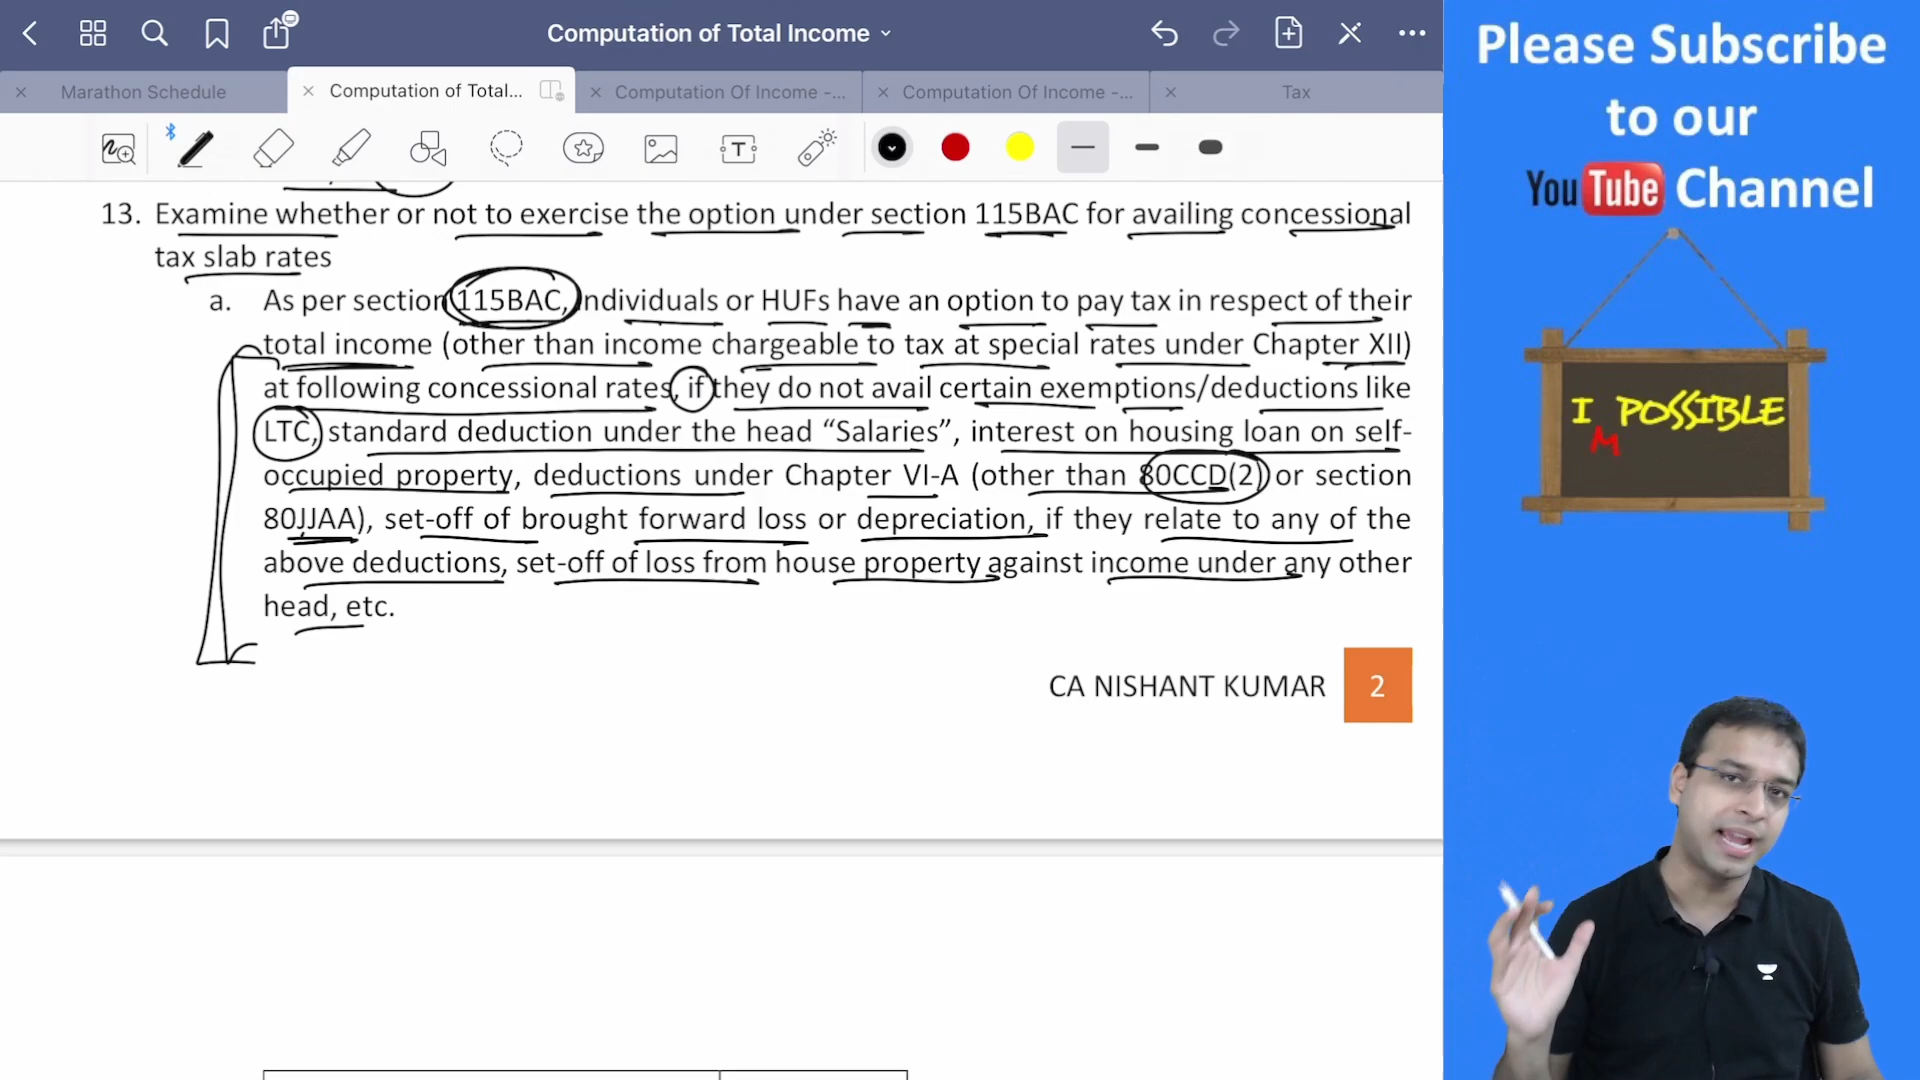 Computation of Total Income
Marathon Schedule
Computation of Total...
Computation Of Income -...
Computation Of Income -...
Tax
T
13. Examine whether or not to exercise the option under section 115BAC for availing concessional
tax slab rates
a. As per section 115BAC, individuals or HUFs have an option to pay tax in respect of their
total income (other than income chargeable to tax at special rates under Chapter XII)
at following concessional rates, if they do not avail certain exemptions/deductions like
LTC, standard deduction under the head “Salaries”, interest on housing loan on self-
occupied property, deductions under Chapter VI-A (other than 80CCD(2) or section
80JJAA), set-off of brought forward loss or depreciation, if they relate to any of the
above deductions, set-off of loss from house property against income under any other
head, etc.
CA NISHANT KUMAR 2
Please Subscribe
to our
YouTube Channel
I POSSIBLE
M